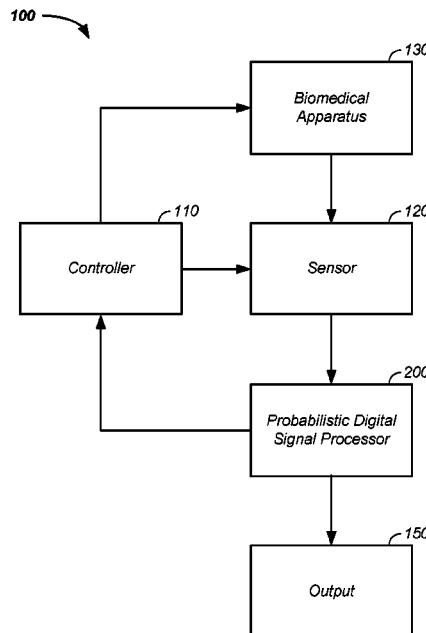 100
130
Biomedical
Apparatus
110
Controller
120
Sensor
200
Probabilistic Digital
Signal Processor
150
Output